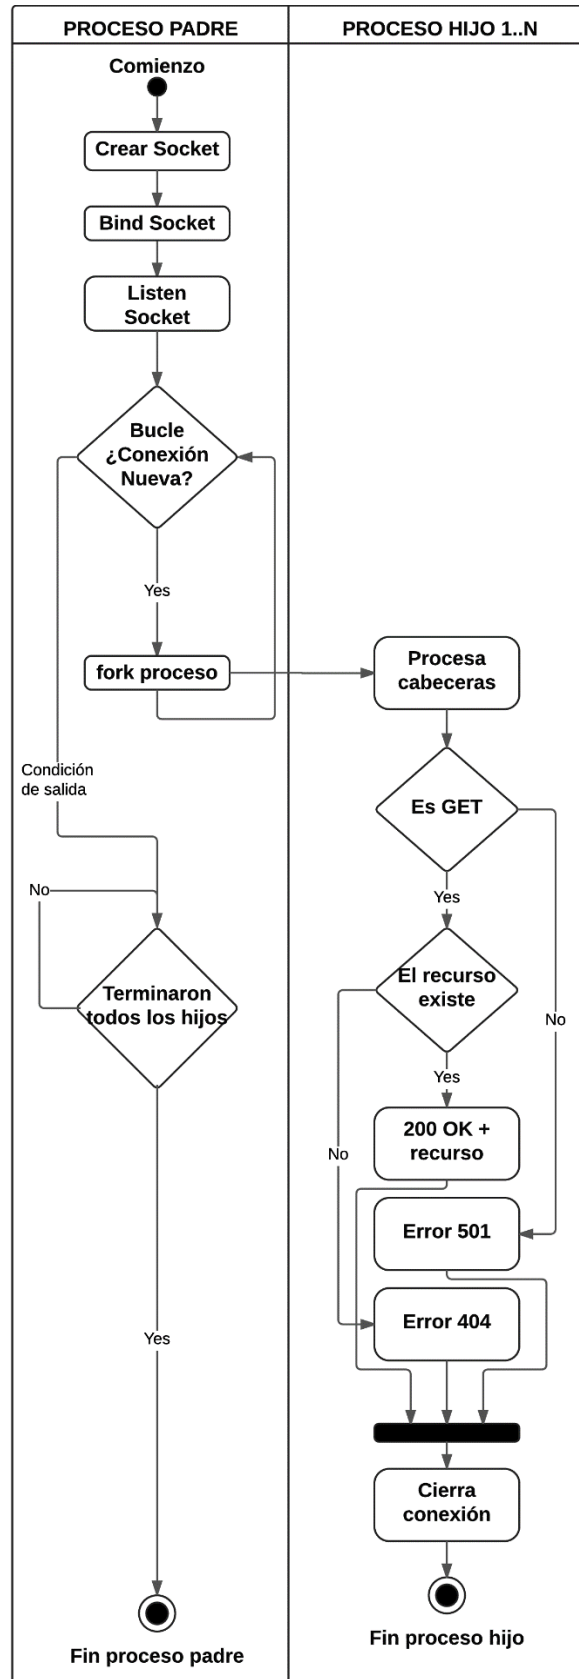 PROCESO PADRE
PROCESO HIJO 1..N
Comienzo
Crear Socket
Bind Socket
Listen
Socket
Bucle
¿Conexión
Nueva?
Yes
fork proceso
Procesa
cabeceras
Condición
de salida
Es GET
Yes
No
El recurso
existe
Terminaron
todos los hijos
No
Yes
200 OK +
recurso
No
Error 501
Error 404
Yes
Cierra
conexión
Fin proceso padre
Fin proceso hijo